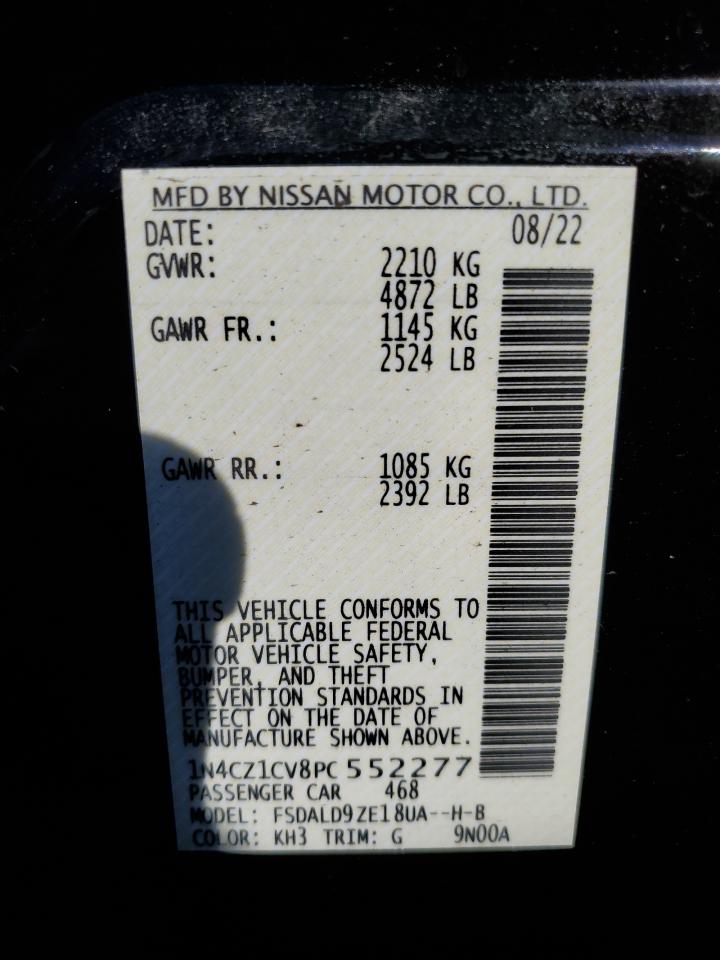 MFD BY NISSAN MOTOR CO., LTD.
DATE: 08/22
GVWR: 2210 KG
4872 LB
GAWR FR.: 1145 KG
2524 LB
GAWR RR.: 1085 KG
2392 LB
THIS VEHICLE CONFORMS TO
ALL APPLICABLE FEDERAL
MOTOR VEHICLE SAFETY,
BUMPER, AND THEFT
PREVENTION STANDARDS IN
EFFECT ON THE DATE OF
MANUFACTURE SHOWN ABOVE.
1N4CZ1CV8PC552277
PASSENGER CAR 468
MODEL: FSDALD9ZE18UA--H-B
COLOR: KH3 TRIM: G 9N00A